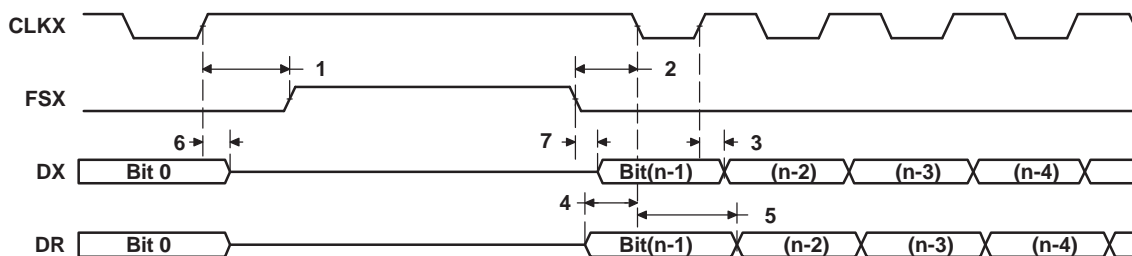 CLKX
1 2
FSX
6 7 3
DX Bit 0 Bit(n-1) (n-2) (n-3) (n-4)
4 5
DR Bit 0 Bit(n-1) (n-2) (n-3) (n-4)